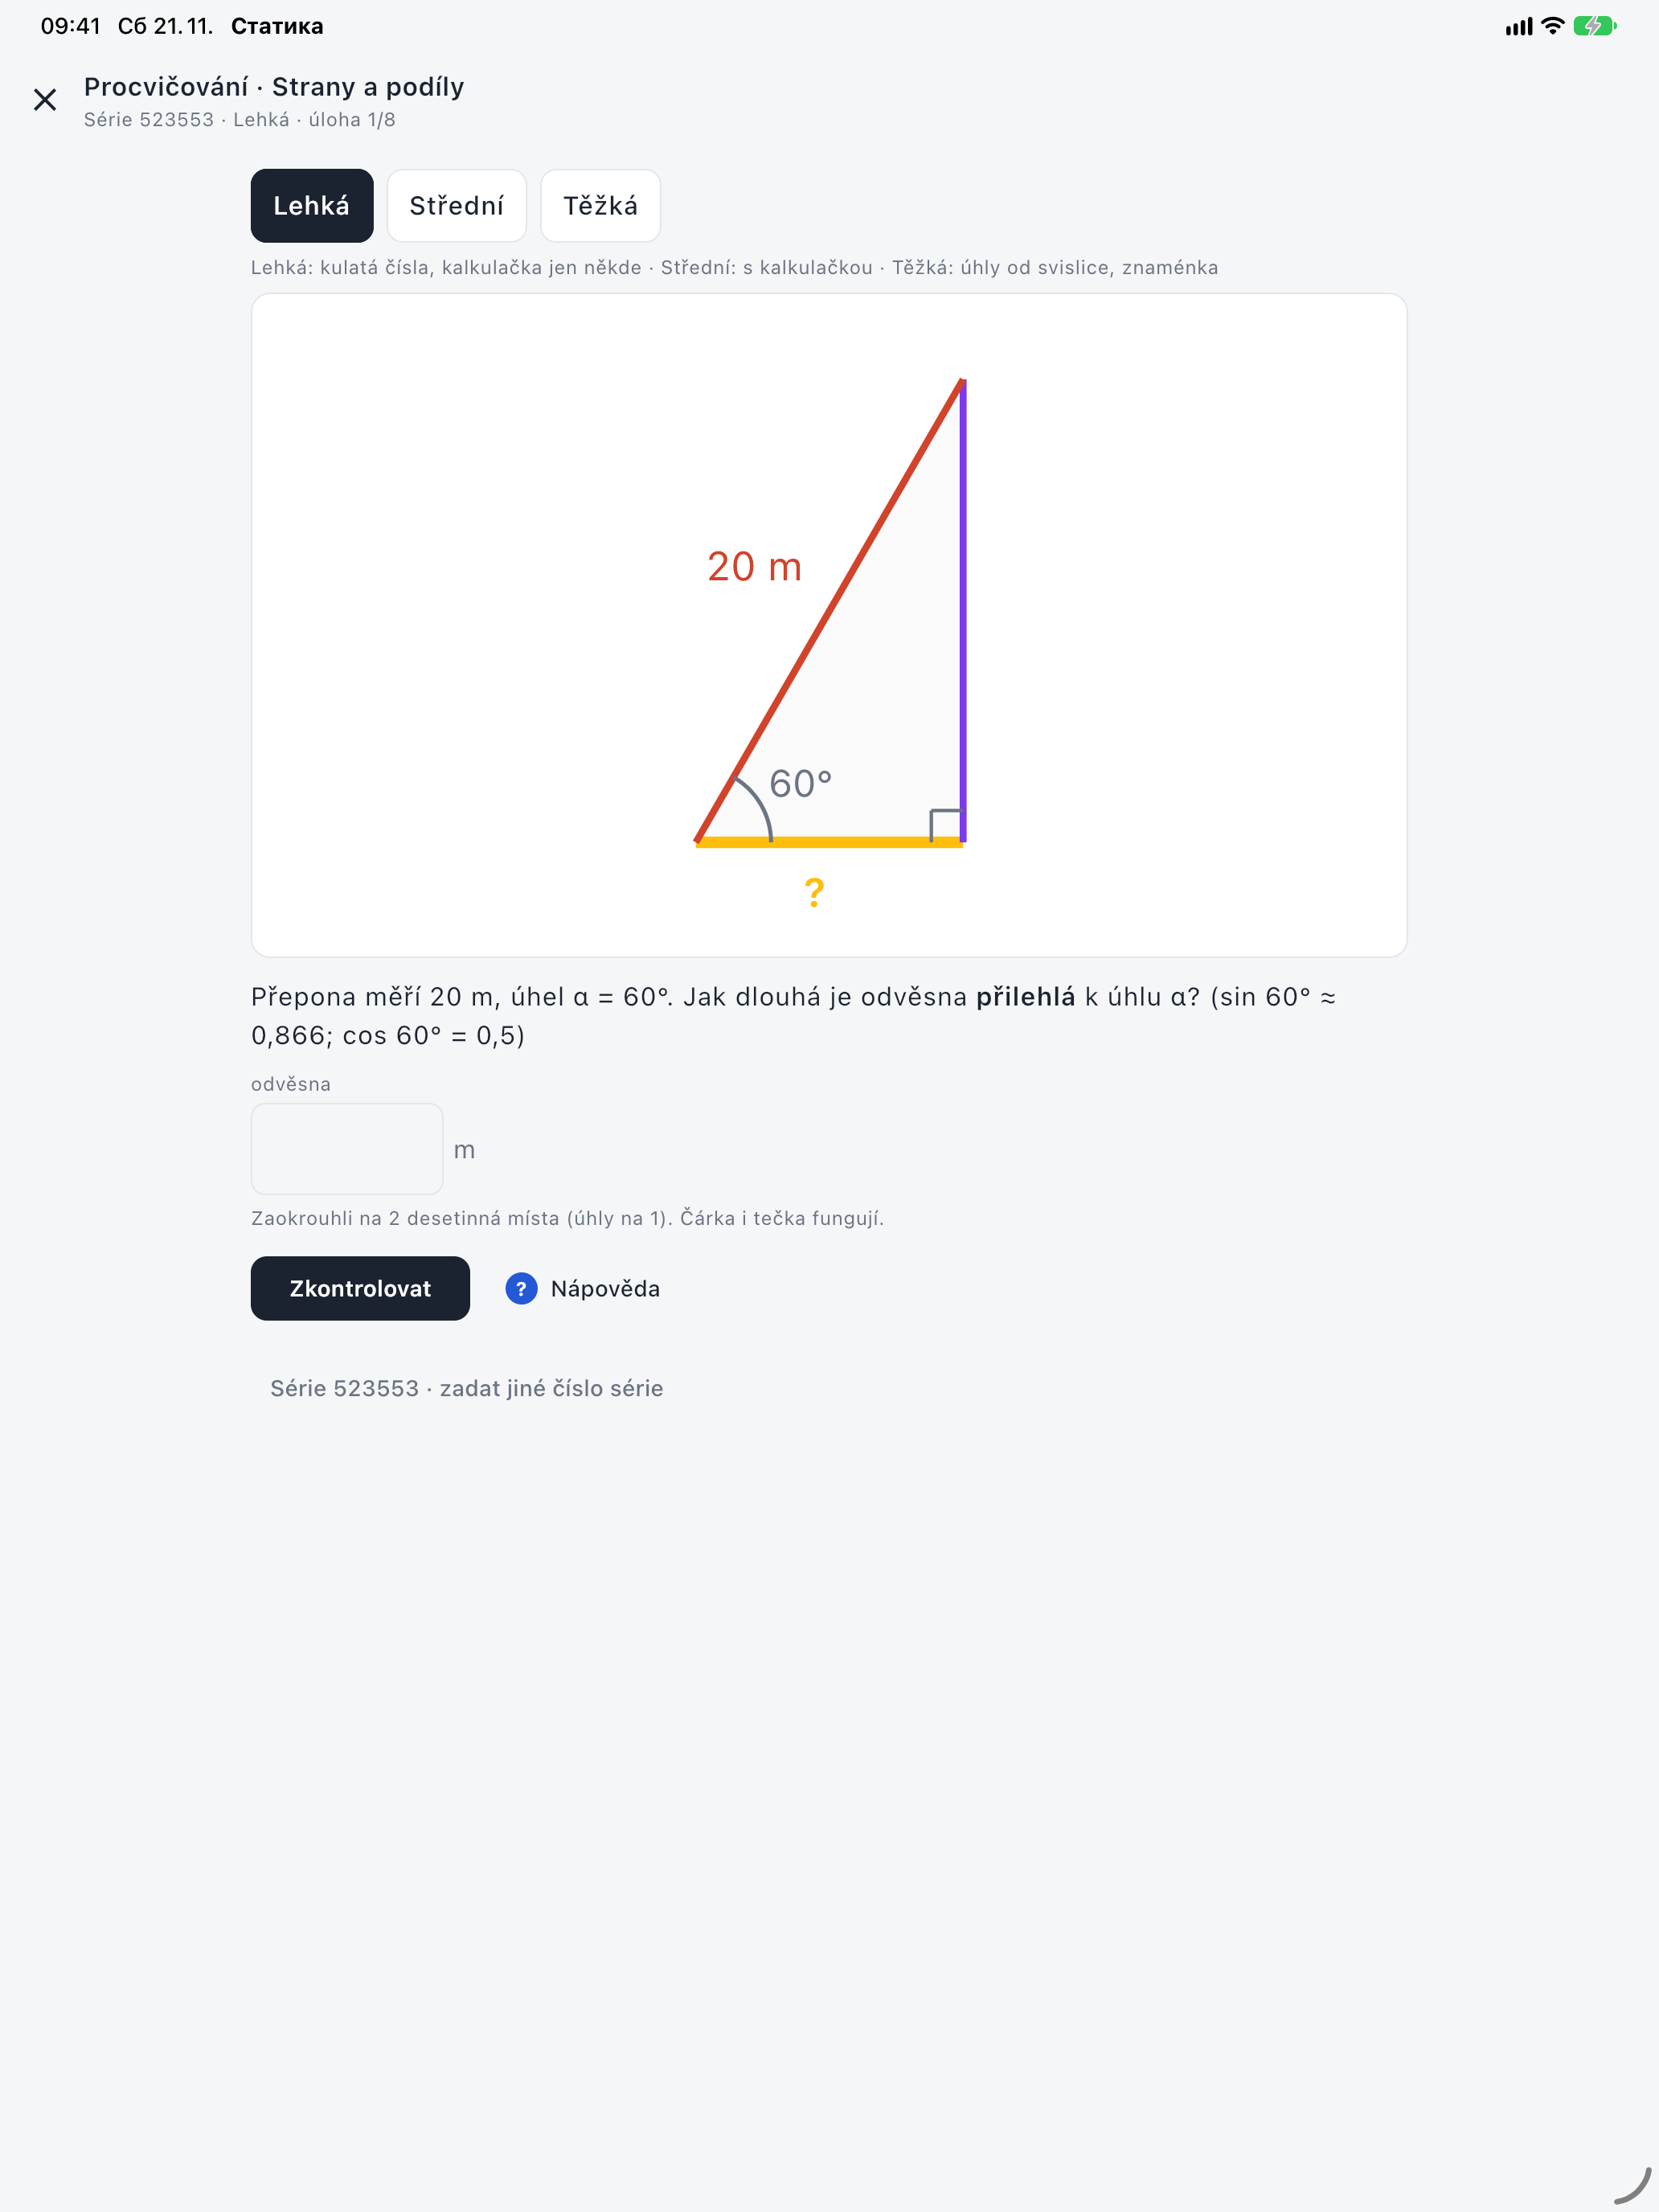 09:41 Сб 21. 11. Статика
Procvičování · Strany a podíly
Série 523553 · Lehká · úloha 1/8
Lehká Střední Těžká
Lehká: kulatá čísla, kalkulačka jen někde · Střední: s kalkulačkou · Těžká: úhly od svislice, znaménka
20 m
60°
?
Přepona měří 20 m, úhel α = 60°. Jak dlouhá je odvěsna přilehlá k úhlu α? (sin 60° ≈
0,866; cos 60° = 0,5)
odvěsna
m
Zaokrouhli na 2 desetinná místa (úhly na 1). Čárka i tečka fungují.
Zkontrolovat ? Nápověda
Série 523553 · zadat jiné číslo série